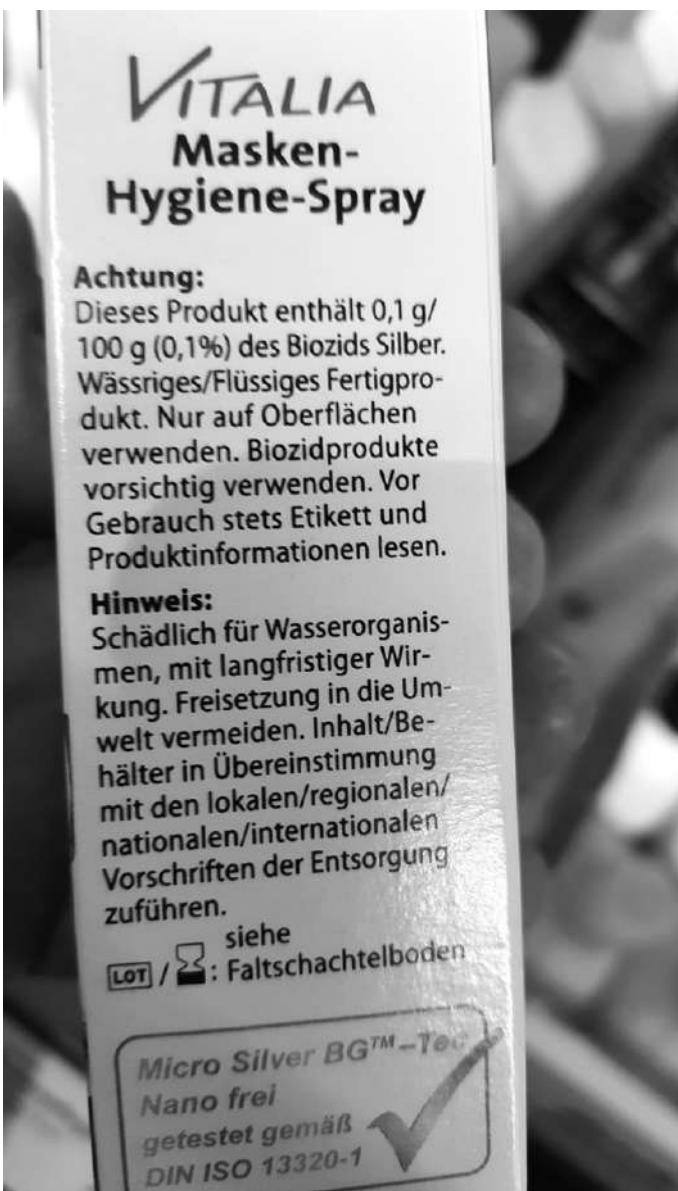 VITALIA
Masken-
Hygiene-Spray
Achtung:
Dieses Produkt enthält 0,1 g/
100 g (0,1%) des Biozids Silber.
Wässriges/Flüssiges Fertigpro-
dukt. Nur auf Oberflächen
verwenden. Biozidprodukte
vorsichtig verwenden. Vor
Gebrauch stets Etikett und
Produktinformationen lesen.
Hinweis:
Schädlich für Wasserorganis-
men, mit langfristiger Wir-
kung. Freisetzung in die Um-
welt vermeiden. Inhalt/Be-
hälter in Übereinstimmung
mit den lokalen/regionalen/
nationalen/internationalen
Vorschriften der Entsorgung
zuführen.
siehe
LOT / : Faltschachtelboden
Micro Silver BG™–Tec
Nano frei
getestet gemäß
DIN ISO 13320-1